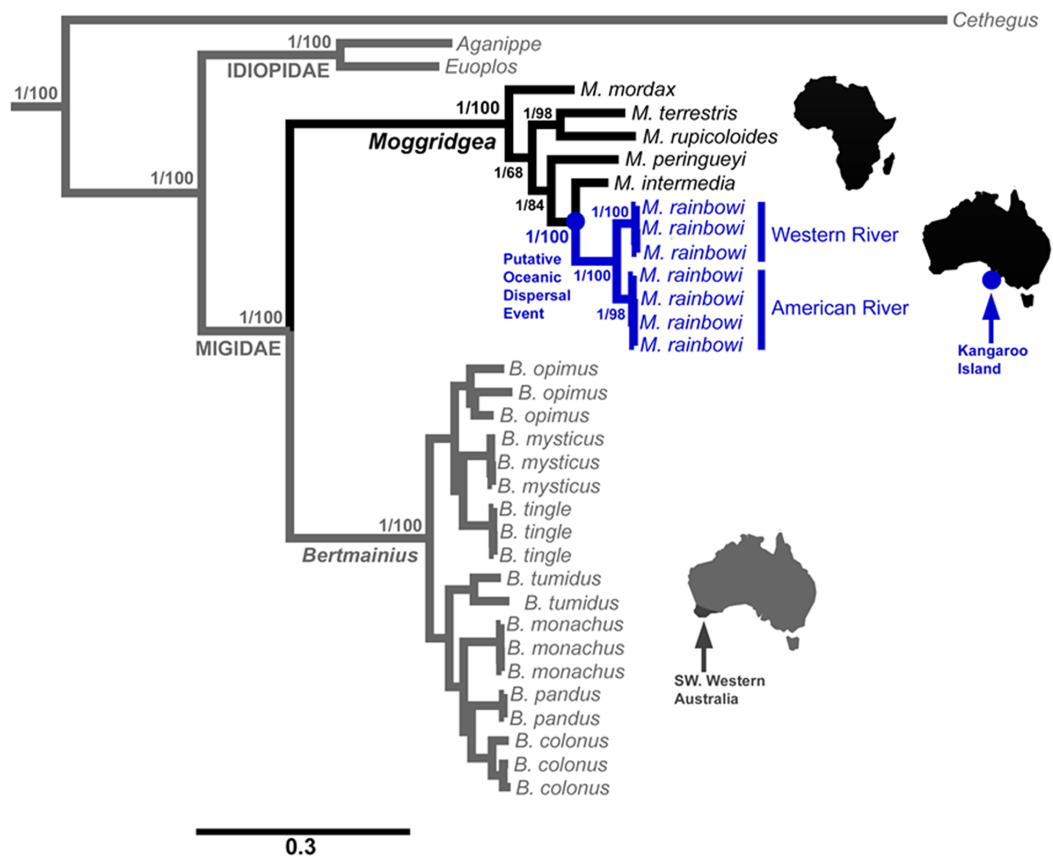 Cethegus
1/100
Aganippe
Euoplos
IDIOPIDAE
1/100
1/100
M. mordax
1/98
M. terrestris
1/100
Moggridgea
M. rupicoloides
M. peringueyi
1/68
M. intermedia
1/84
1/100
M. rainbowi
M. rainbowi
M. rainbowi
Western River
1/100
Putative
Oceanic
Dispersal
Event
1/100
M. rainbowi
M. rainbowi
M. rainbowi
M. rainbowi
1/98
American River
Kangaroo
Island
1/100
MIGIDAE
B. opimus
B. opimus
B. opimus
B. mysticus
B. mysticus
B. mysticus
B. tingle
B. tingle
B. tingle
1/100
Bertmainius
B. tumidus
B. tumidus
B. monachus
B. monachus
B. monachus
B. pandus
B. pandus
B. colonus
B. colonus
B. colonus
SW. Western
Australia
0.3